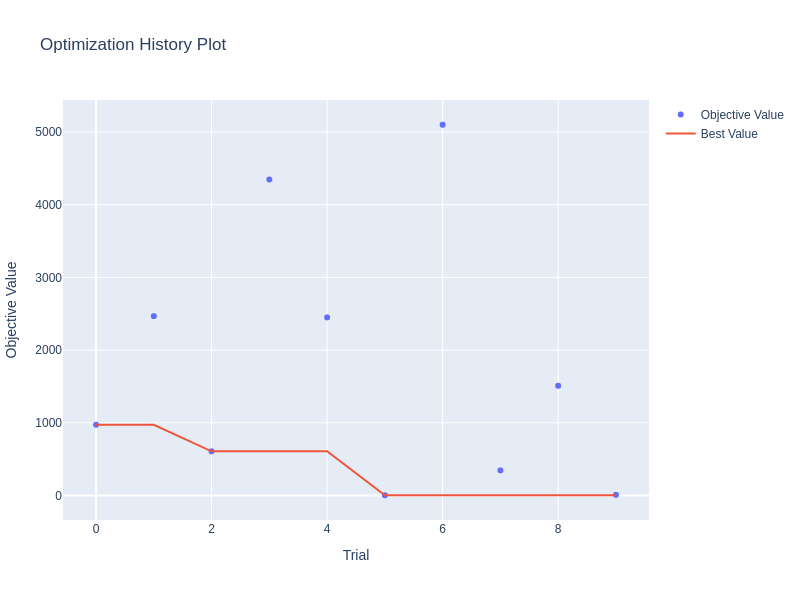 Optimization History Plot
Objective Value
Best Value
5000
4000
3000
2000
1000
0
Objective Value
0 2 4 6 8
Trial